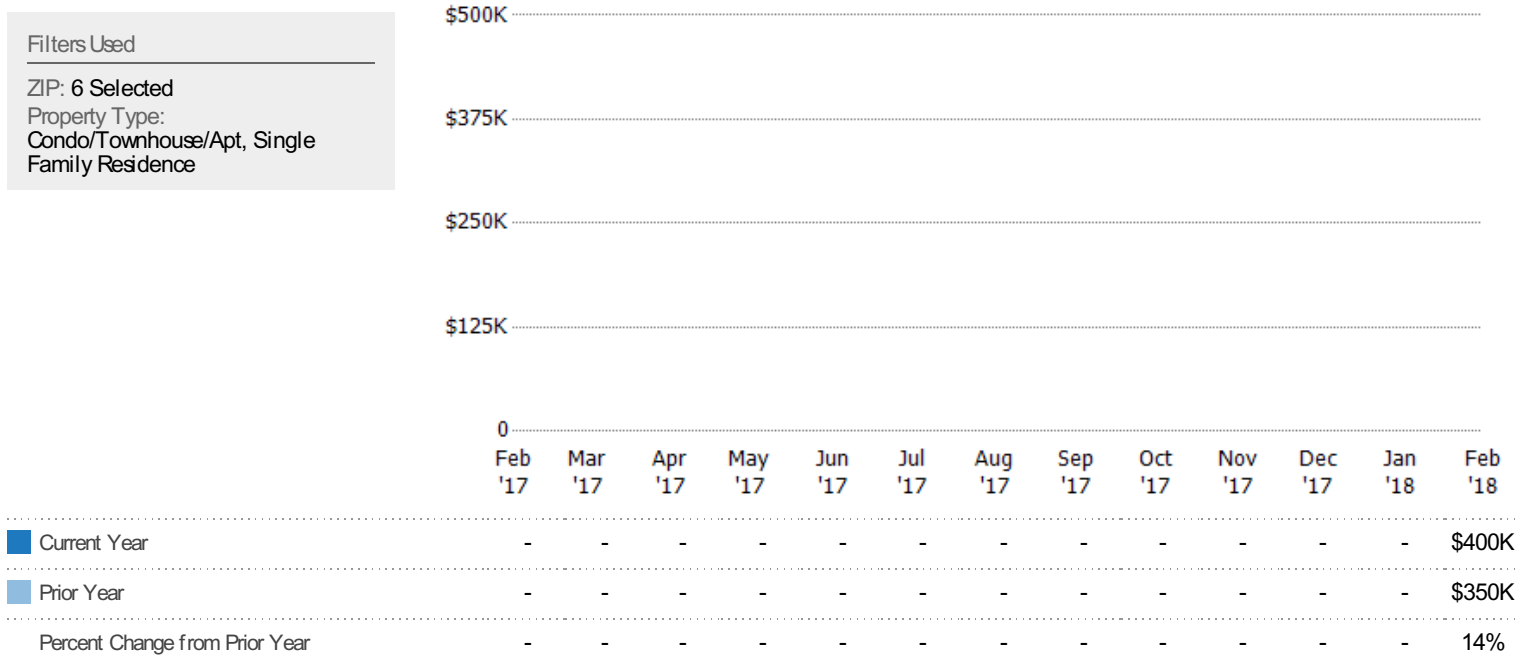 Filters Used
ZIP: 6 Selected
Property Type:
Condo/Townhouse/Apt, Single
Family Residence
$500K
$375K
$250K
$125K
0
Feb Mar Apr May Jun Jul Aug Sep Oct Nov Dec Jan Feb
'17 '17 '17 '17 '17 '17 '17 '17 '17 '17 '17 '18 '18
Current Year - - - - - - - - - - - - $400K
Prior Year - - - - - - - - - - - - $350K
Percent Change from Prior Year - - - - - - - - - - - - 14%